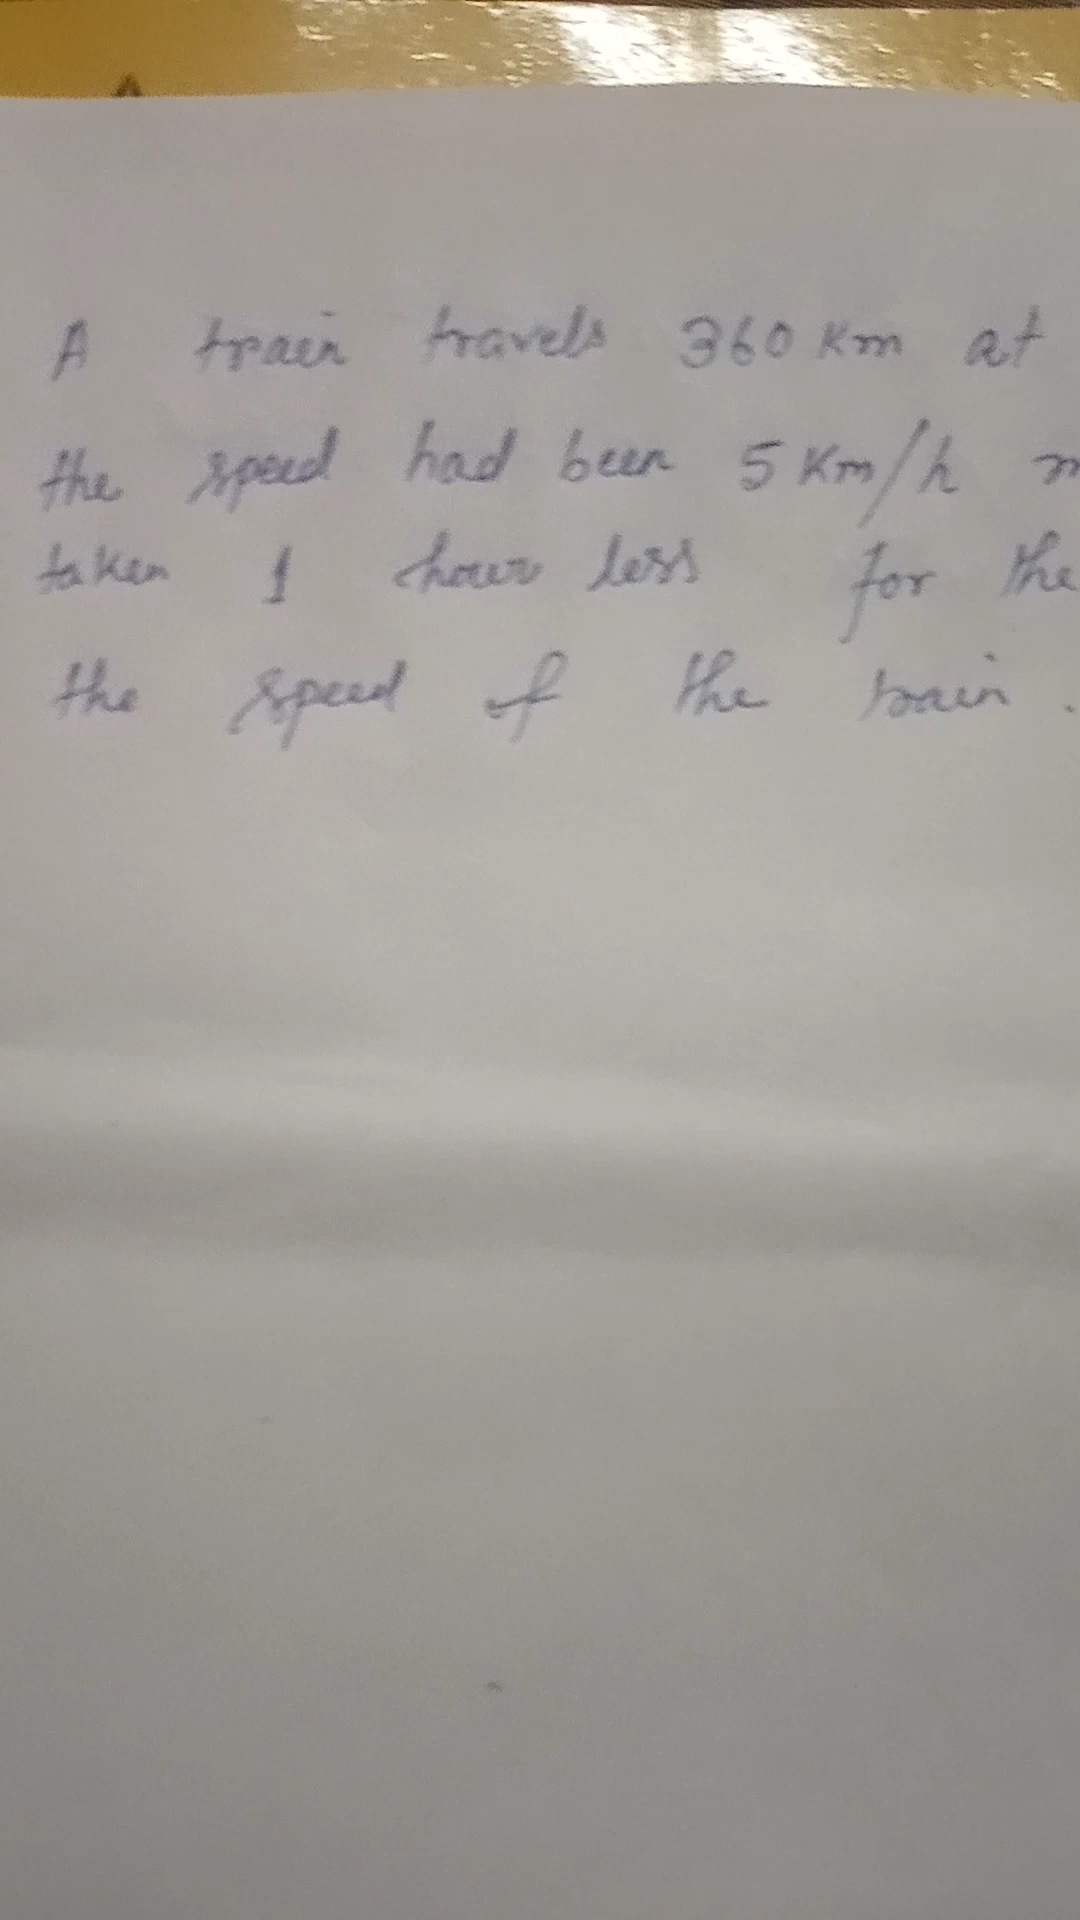 A train travels 360 Km at
the speed had been 5 Km/h m
taken 1 hour less for the
the speed of the train.